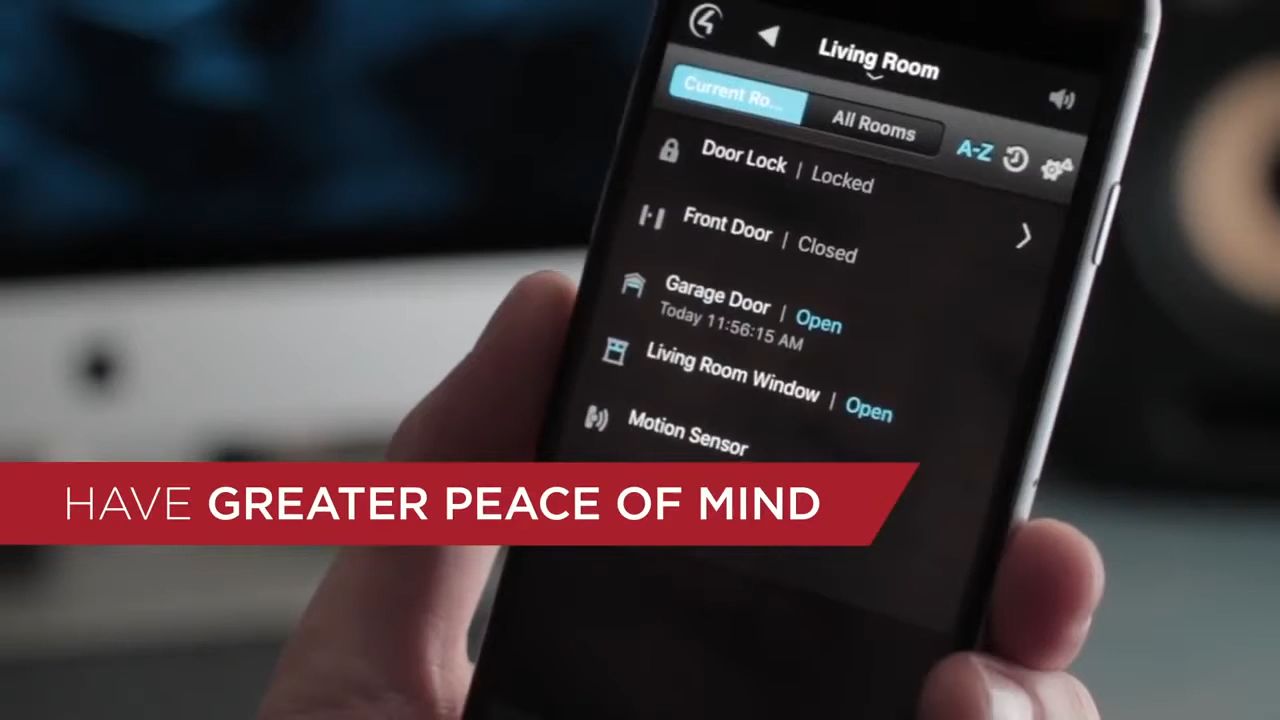 Living Room
Current Ro...
All Rooms
A-Z
Door Lock | Locked
Front Door | Closed
Garage Door | Open
Today 11:56:15 AM
Living Room Window | Open
Motion Sensor
HAVE GREATER PEACE OF MIND